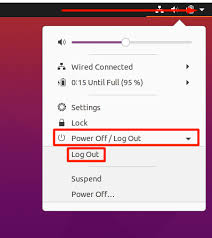 Wired Connected
0:15 Until Full (95 %)
Settings
Lock
Power Off / Log Out
Log Out
Suspend
Power Off...